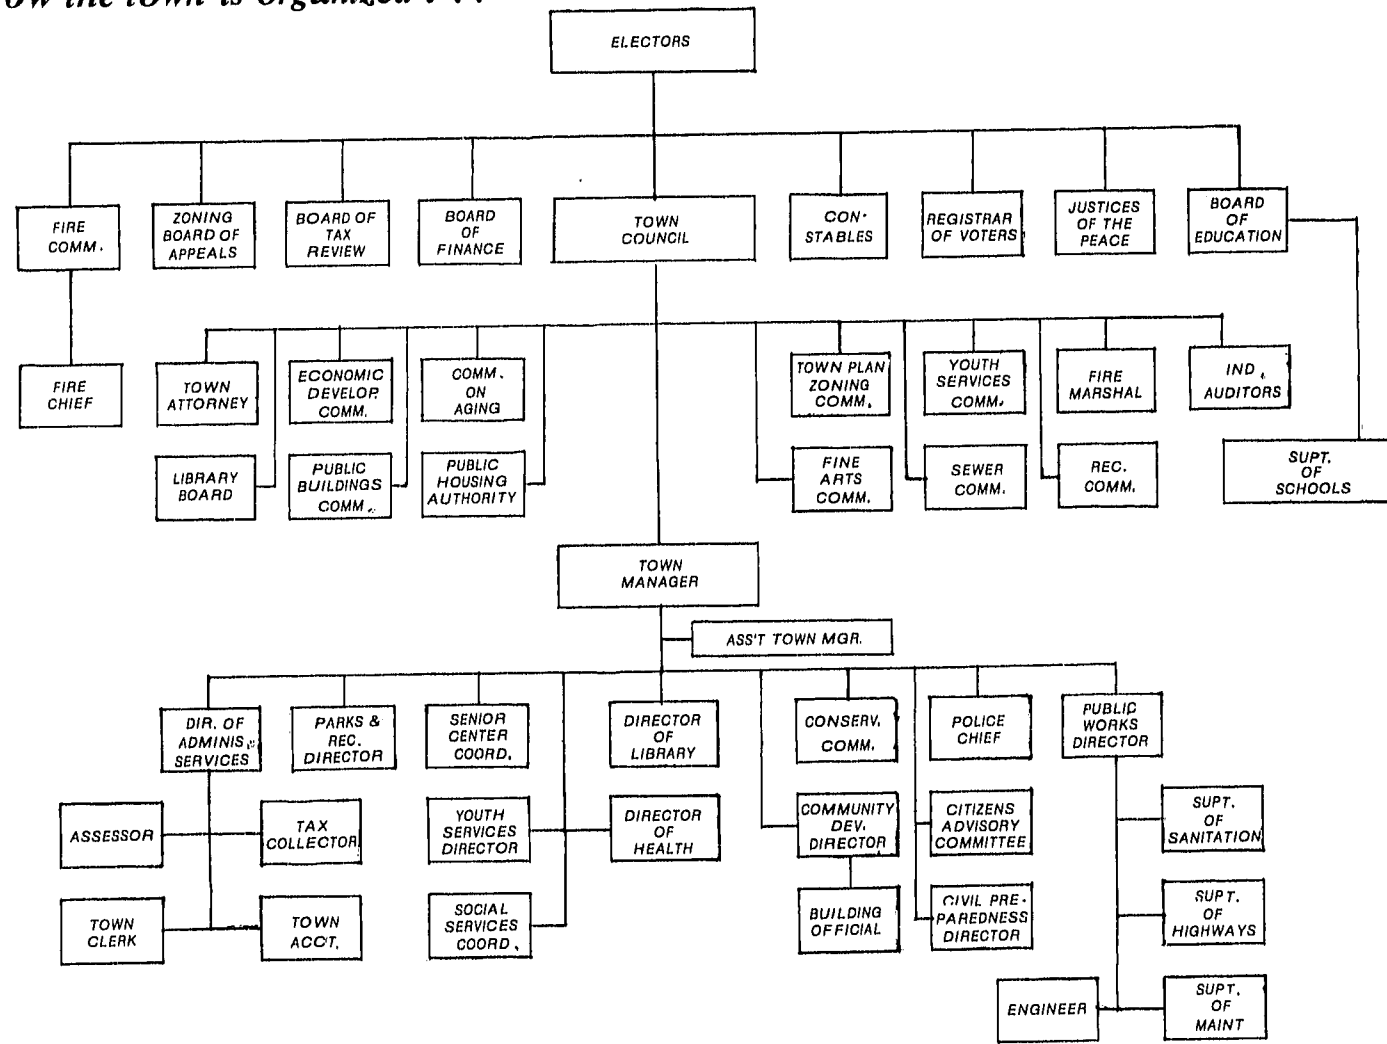 ow the town is organized . . .
ELECTORS
FIRE
COMM.
ZONING
BOARD OF
APPEALS
BOARD OF
TAX
REVIEW
BOARD
OF
FINANCE
TOWN
COUNCIL
CON-
STABLES
REGISTRAR
OF VOTERS
JUSTICES
OF THE
PEACE
BOARD
OF
EDUCATION
FIRE
CHIEF
TOWN
ATTORNEY
ECONOMIC
DEVELOP.
COMM.
COMM.
ON
AGING
TOWN PLAN
ZONING
COMM.
YOUTH
SERVICES
COMM.
FIRE
MARSHAL
IND.
AUDITORS
LIBRARY
BOARD
PUBLIC
BUILDINGS
COMM.
PUBLIC
HOUSING
AUTHORITY
FINE
ARTS
COMM.
SEWER
COMM.
REC.
COMM.
SUPT.
OF
SCHOOLS
TOWN
MANAGER
ASS'T TOWN MGR.
DIR. OF
ADMINIS.
SERVICES
PARKS &
REC.
DIRECTOR
SENIOR
CENTER
COORD.
DIRECTOR
OF
LIBRARY
CONSERV.
COMM.
POLICE
CHIEF
PUBLIC
WORKS
DIRECTOR
ASSESSOR
TAX
COLLECTOR
YOUTH
SERVICES
DIRECTOR
DIRECTOR
OF
HEALTH
COMMUNITY
DEV.
DIRECTOR
CITIZENS
ADVISORY
COMMITTEE
SUPT.
OF
SANITATION
TOWN
CLERK
TOWN
ACCT.
SOCIAL
SERVICES
COORD.
BUILDING
OFFICIAL
CIVIL PRE-
PAREDNESS
DIRECTOR
SUPT.
OF
HIGHWAYS
ENGINEER
SUPT.
OF
MAINT